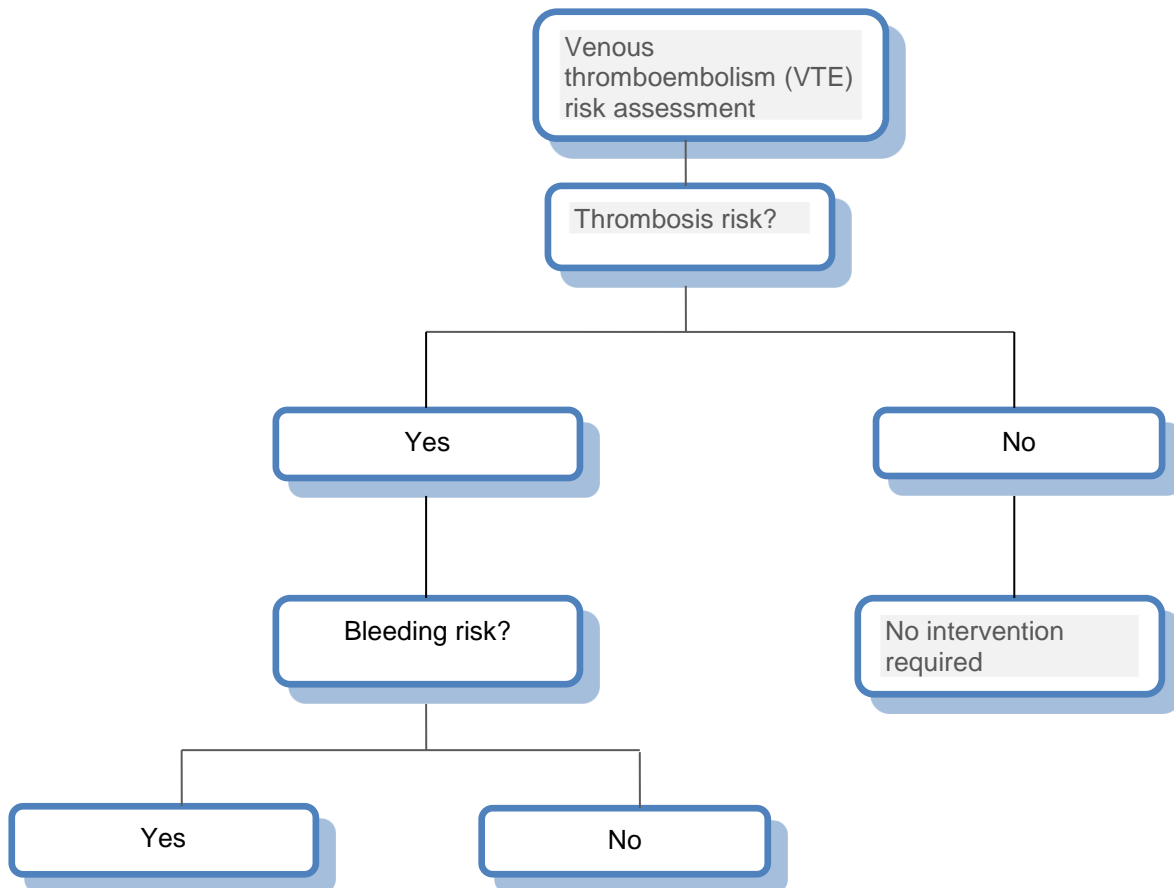 Venous
thromboembolism (VTE)
risk assessment
Thrombosis risk?
Yes
No
Bleeding risk?
No intervention
required
Yes
No